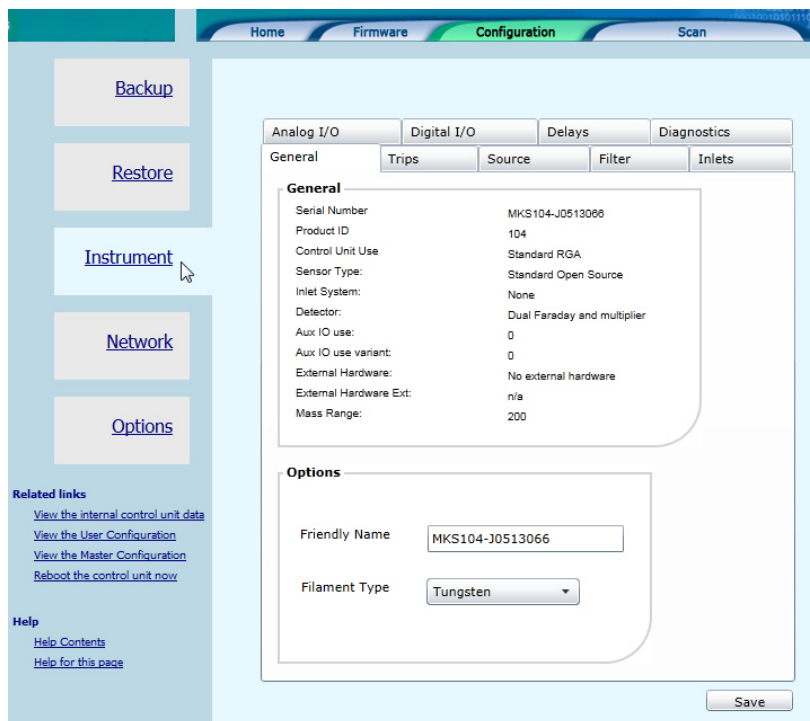 Home Firmware Configuration Scan
Backup
Restore
Instrument
Network
Options
Related links
View the internal control unit data
View the User Configuration
View the Master Configuration
Reboot the control unit now
Help
Help Contents
Help for this page
Analog I/O Digital I/O Delays Diagnostics
General Trips Source Filter Inlets
General
Serial Number MKS104-J0513066
Product ID 104
Control Unit Use Standard RGA
Sensor Type: Standard Open Source
Inlet System: None
Detector: Dual Faraday and multiplier
Aux IO use: 0
Aux IO use variant: 0
External Hardware: No external hardware
External Hardware Ext: n/a
Mass Range: 200
Options
Friendly Name MKS104-J0513066
Filament Type Tungsten
Save